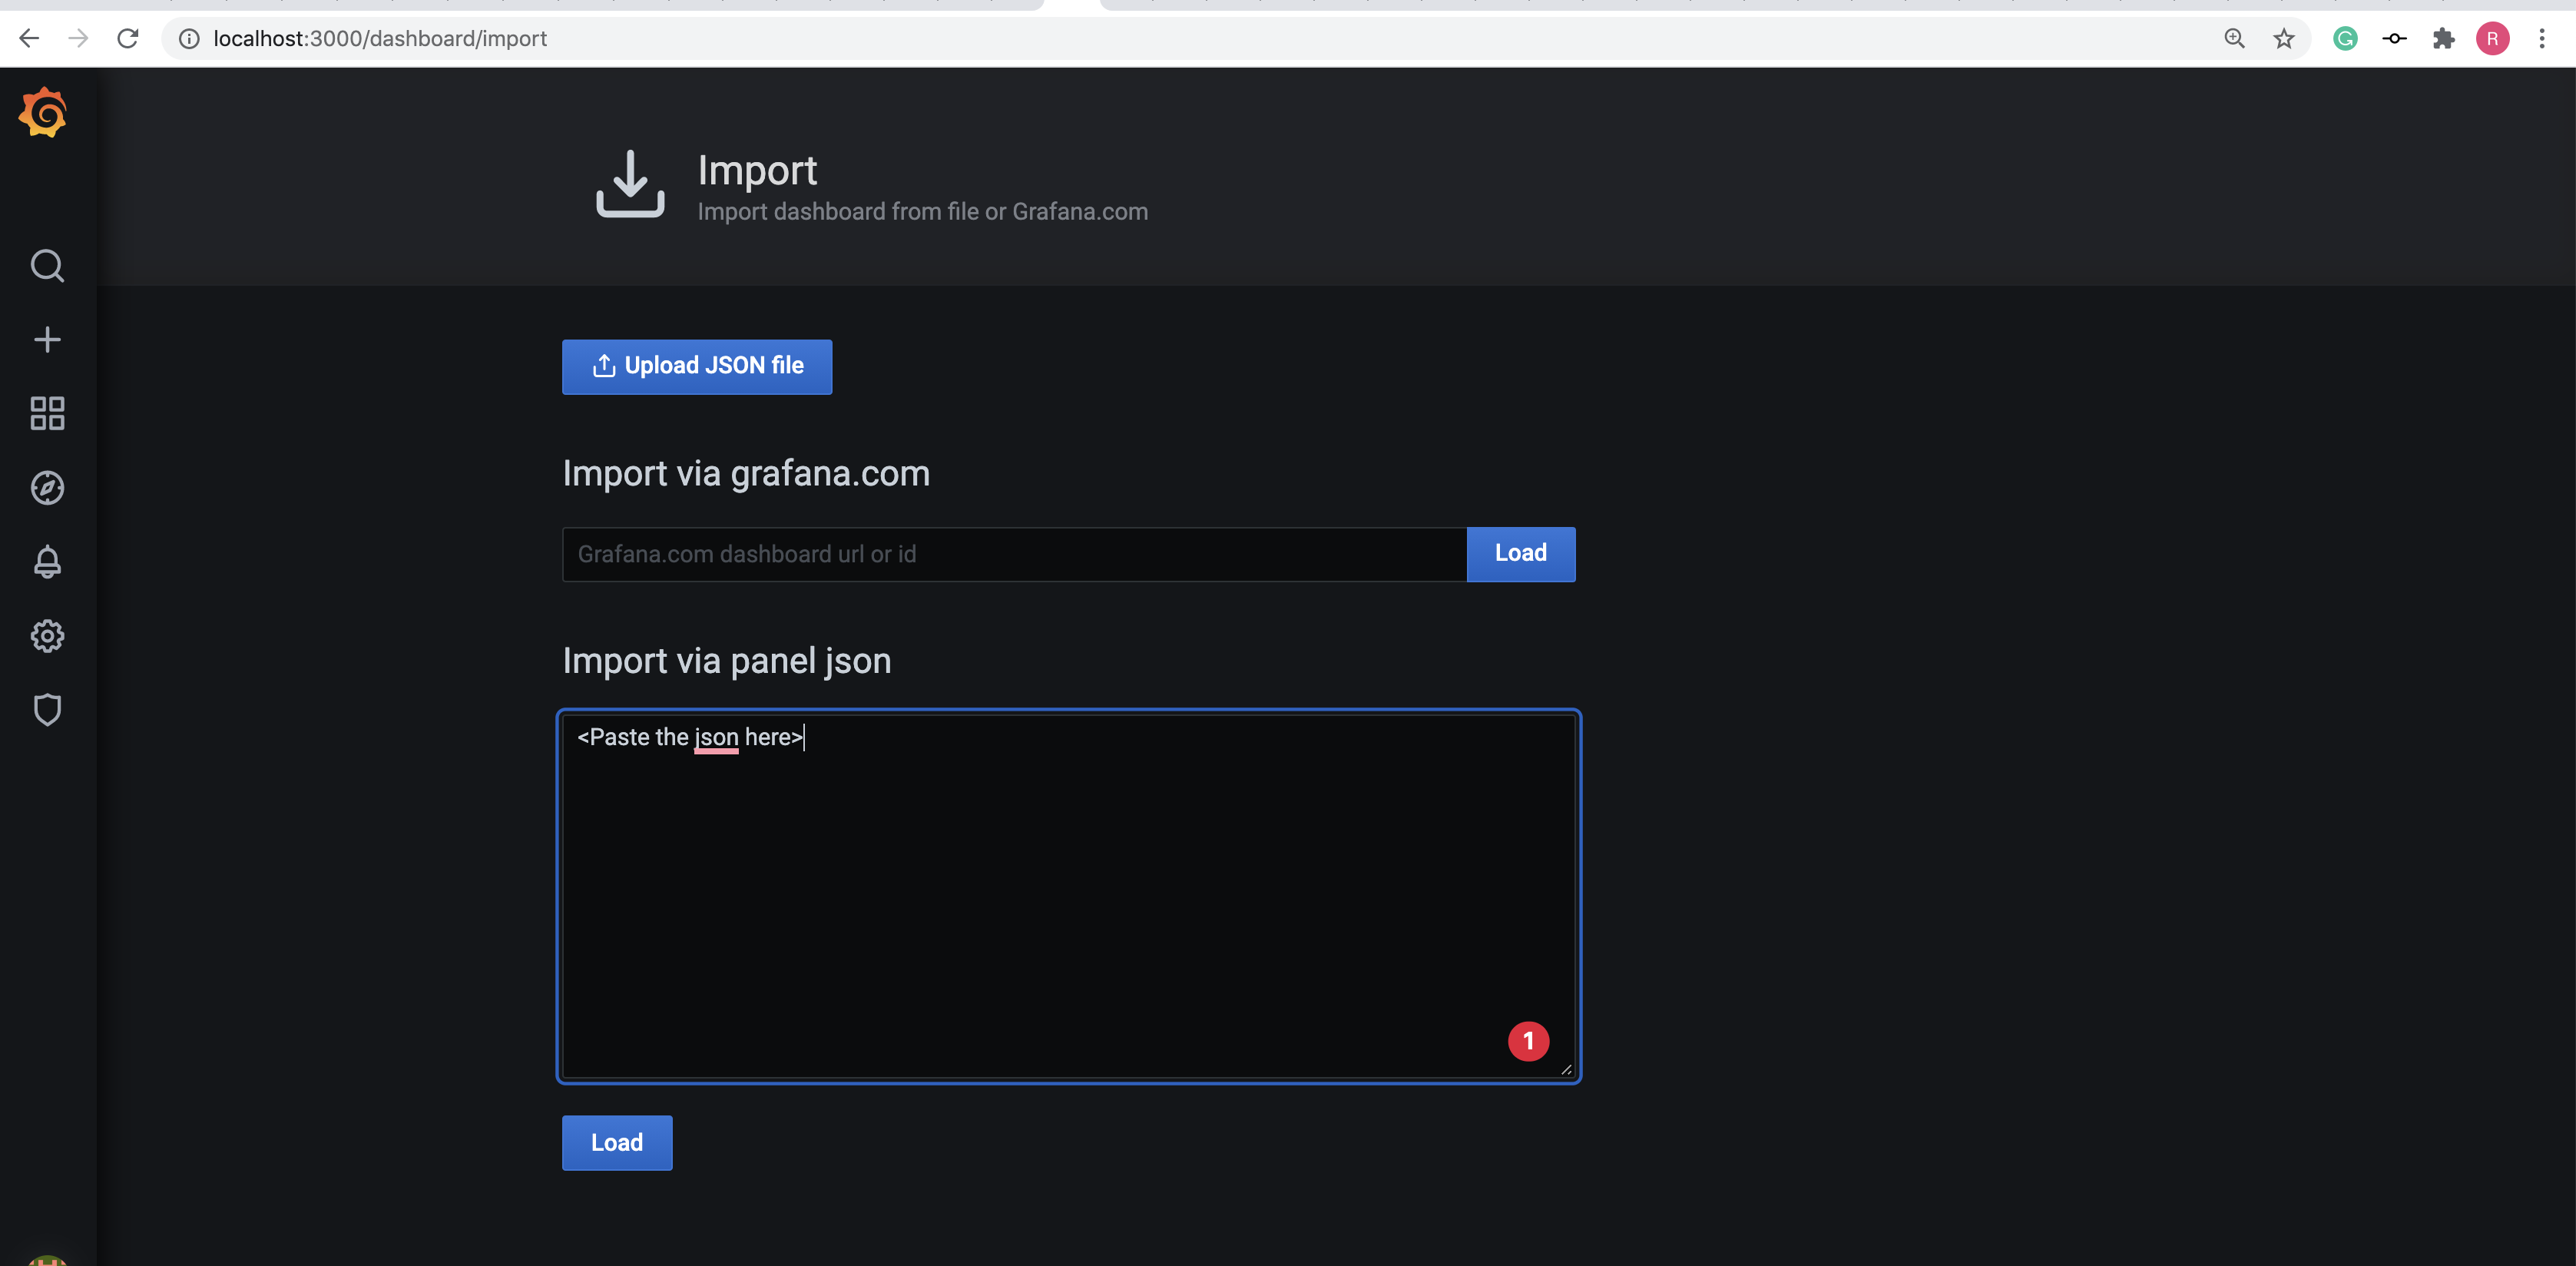 localhost:3000/dashboard/import
R
Import
Import dashboard from file or Grafana.com
Upload JSON file
Import via grafana.com
Grafana.com dashboard url or id
Load
Import via panel json
<Paste the json here>
1
Load